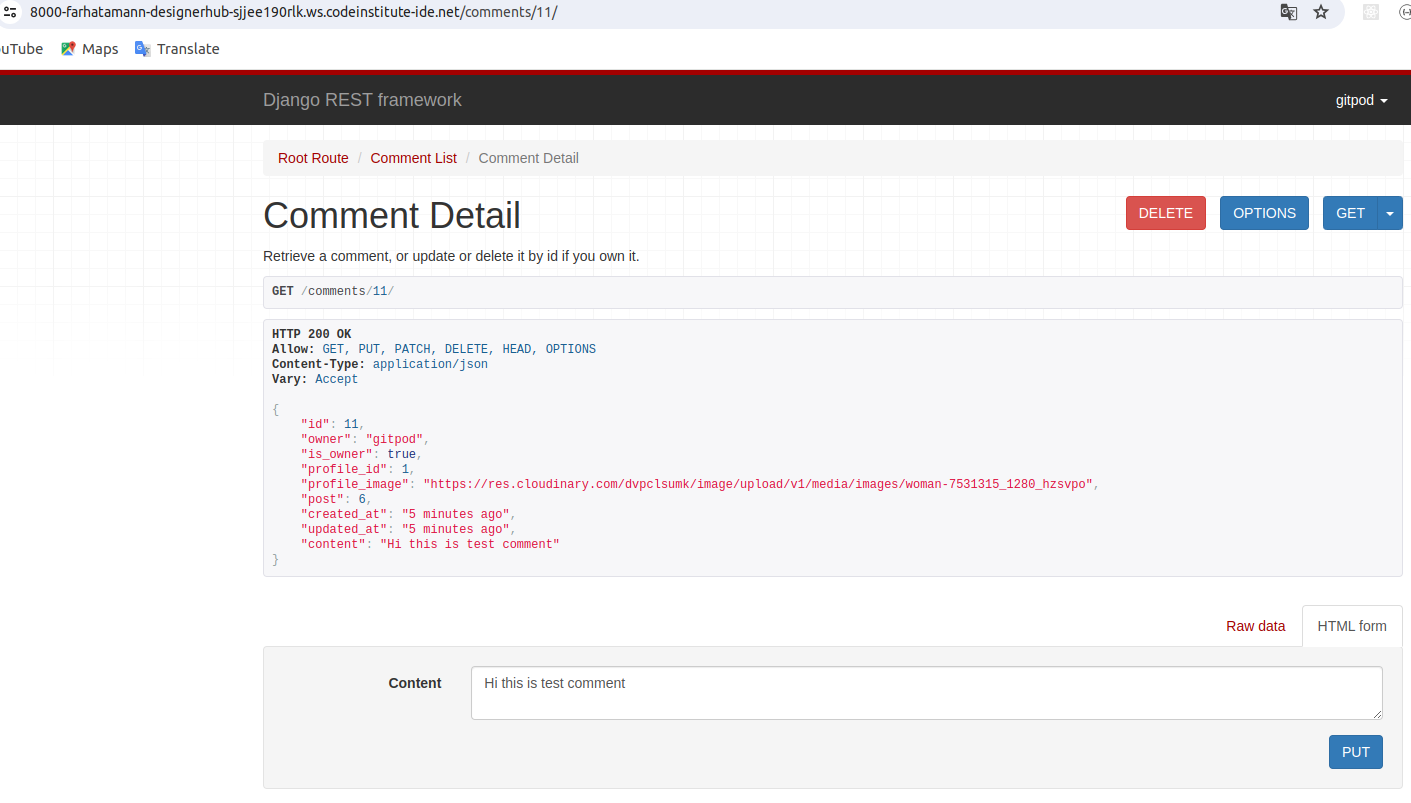 8000-farhatamann-designerhub-sjjee190rlk.ws.codeinstitute-ide.net/comments/11/
uTube Maps Translate
Django REST framework gitpod
Root Route / Comment List / Comment Detail
Comment Detail DELETE OPTIONS GET
Retrieve a comment, or update or delete it by id if you own it.
GET /comments/11/
HTTP 200 OK
Allow: GET, PUT, PATCH, DELETE, HEAD, OPTIONS
Content-Type: application/json
Vary: Accept
{
"id": 11,
"owner": "gitpod",
"is_owner": true,
"profile_id": 1,
"profile_image": "https://res.cloudinary.com/dvpclsumk/image/upload/v1/media/images/woman-7531315_1280_hzsvpo",
"post": 6,
"created_at": "5 minutes ago",
"updated_at": "5 minutes ago",
"content": "Hi this is test comment"
}
Raw data HTML form
Content Hi this is test comment
PUT